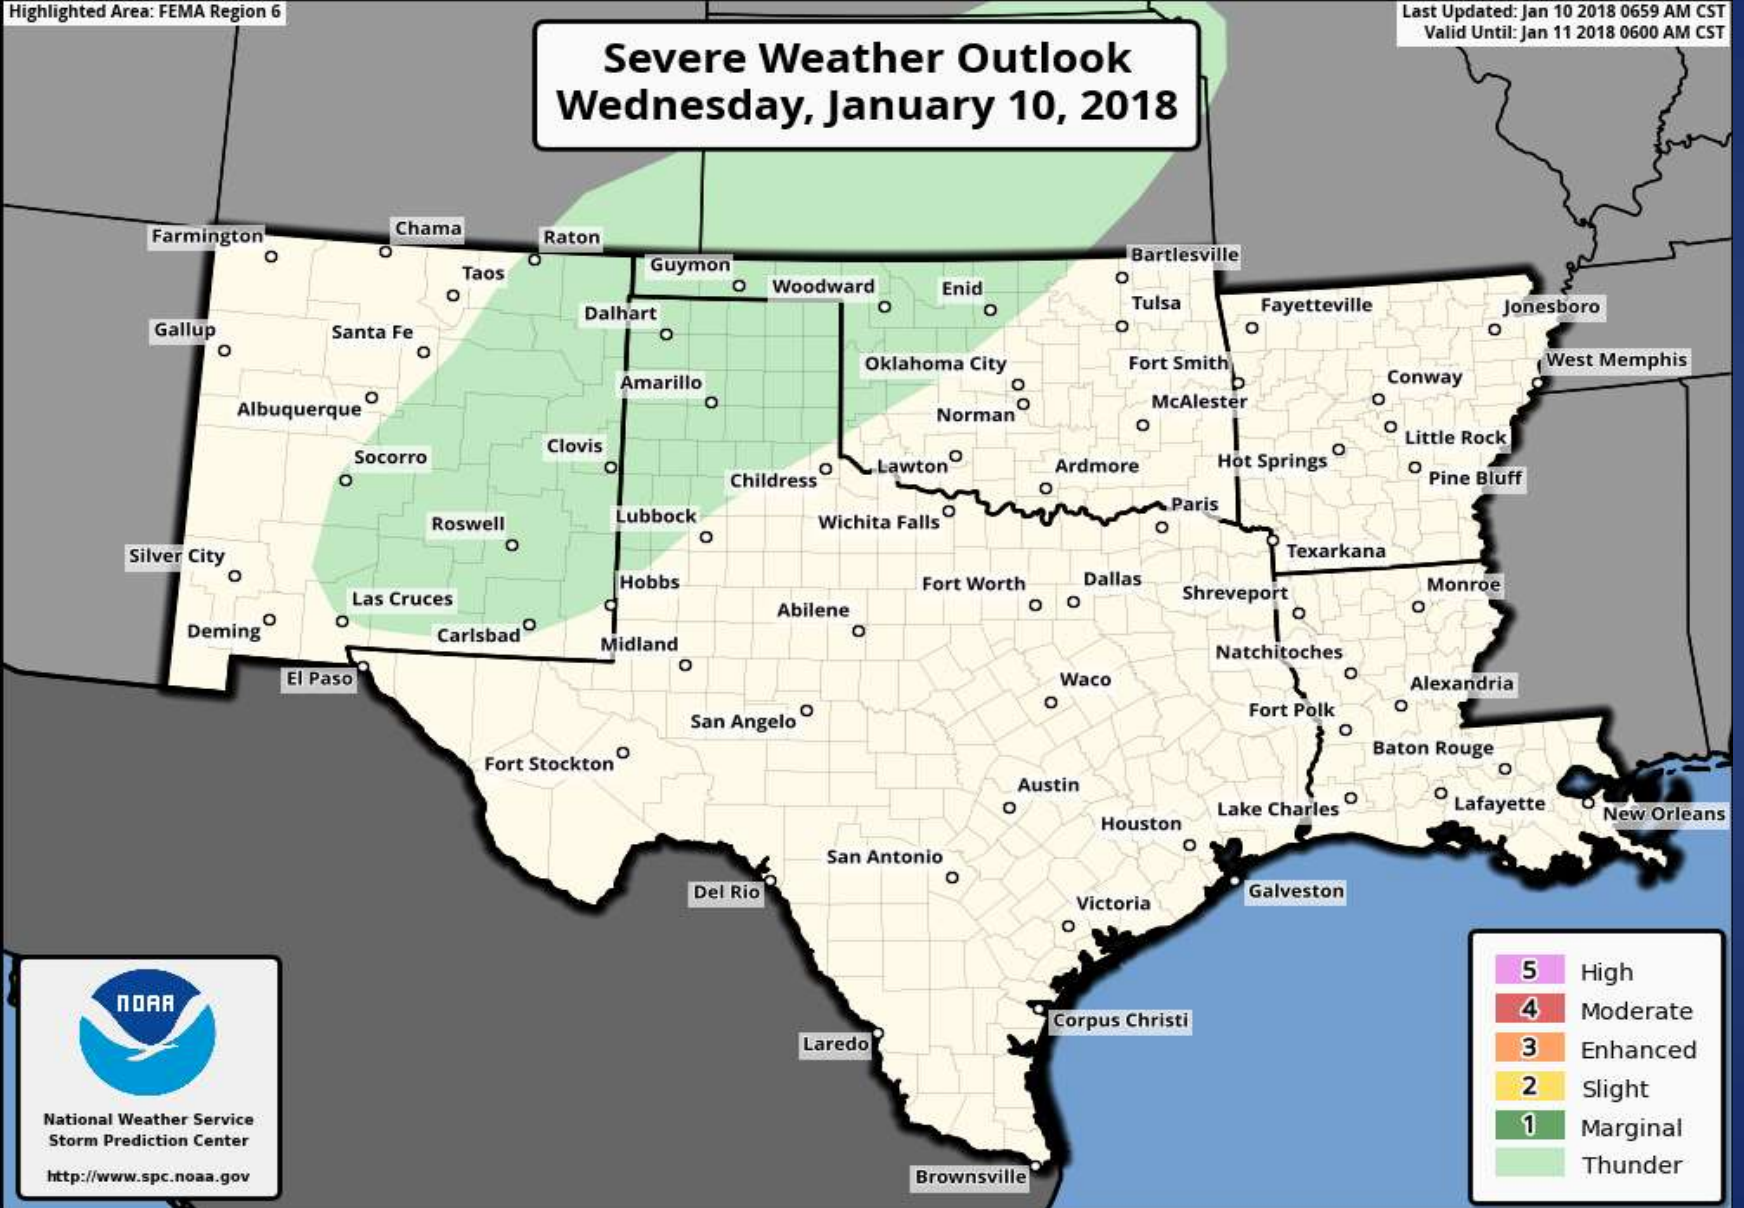 Highlighted Area: FEMA Region 6
Last Updated: Jan 10 2018 0659 AM CST
Valid Until: Jan 11 2018 0600 AM CST
Severe Weather Outlook
Wednesday, January 10, 2018
Farmington
Chama
Raton
Taos
Guymon
Woodward
Enid
Bartlesville
Tulsa
Fayetteville
Jonesboro
Gallup
Santa Fe
Dalhart
Oklahoma City
Fort Smith
West Memphis
Albuquerque
Amarillo
Norman
McAlester
Conway
Socorro
Clovis
Childress
Lawton
Ardmore
Hot Springs
Little Rock
Pine Bluff
Roswell
Lubbock
Wichita Falls
Paris
Texarkana
Silver City
Las Cruces
Hobbs
Abilene
Fort Worth
Dallas
Shreveport
Monroe
Deming
Carlsbad
Midland
Natchitoches
El Paso
San Angelo
Waco
Fort Polk
Alexandria
Fort Stockton
Austin
Baton Rouge
Houston
Lake Charles
Lafayette
New Orleans
San Antonio
Del Rio
Victoria
Galveston
Laredo
Corpus Christi
Brownsville
NOAA
National Weather Service
Storm Prediction Center
http://www.spc.noaa.gov
5 High
4 Moderate
3 Enhanced
2 Slight
1 Marginal
Thunder